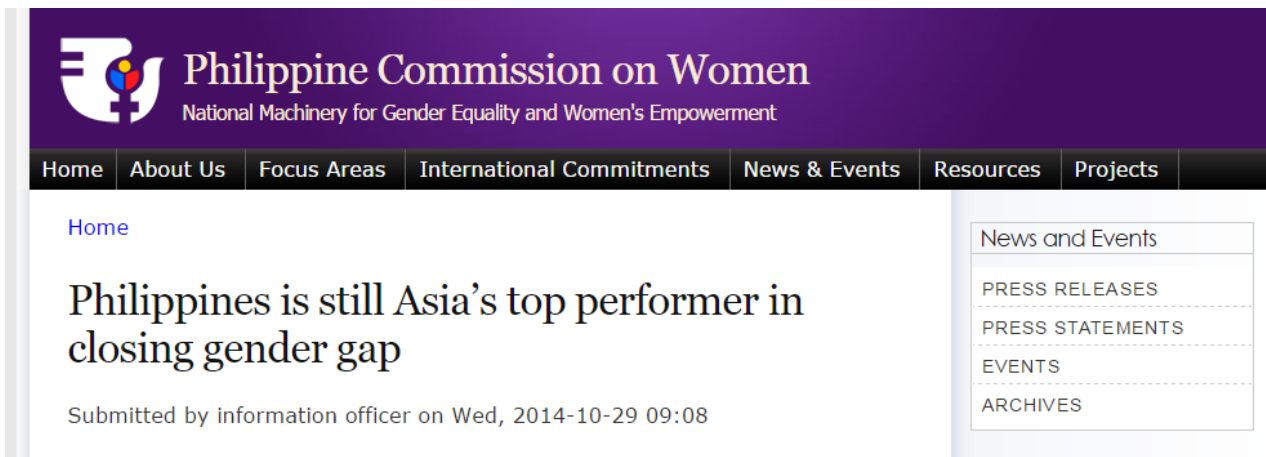 Philippine Commission on Women
National Machinery for Gender Equality and Women's Empowerment
Home About Us Focus Areas International Commitments News & Events Resources Projects
Home
Philippines is still Asia’s top performer in
closing gender gap
Submitted by information officer on Wed, 2014-10-29 09:08
News and Events
PRESS RELEASES
PRESS STATEMENTS
EVENTS
ARCHIVES